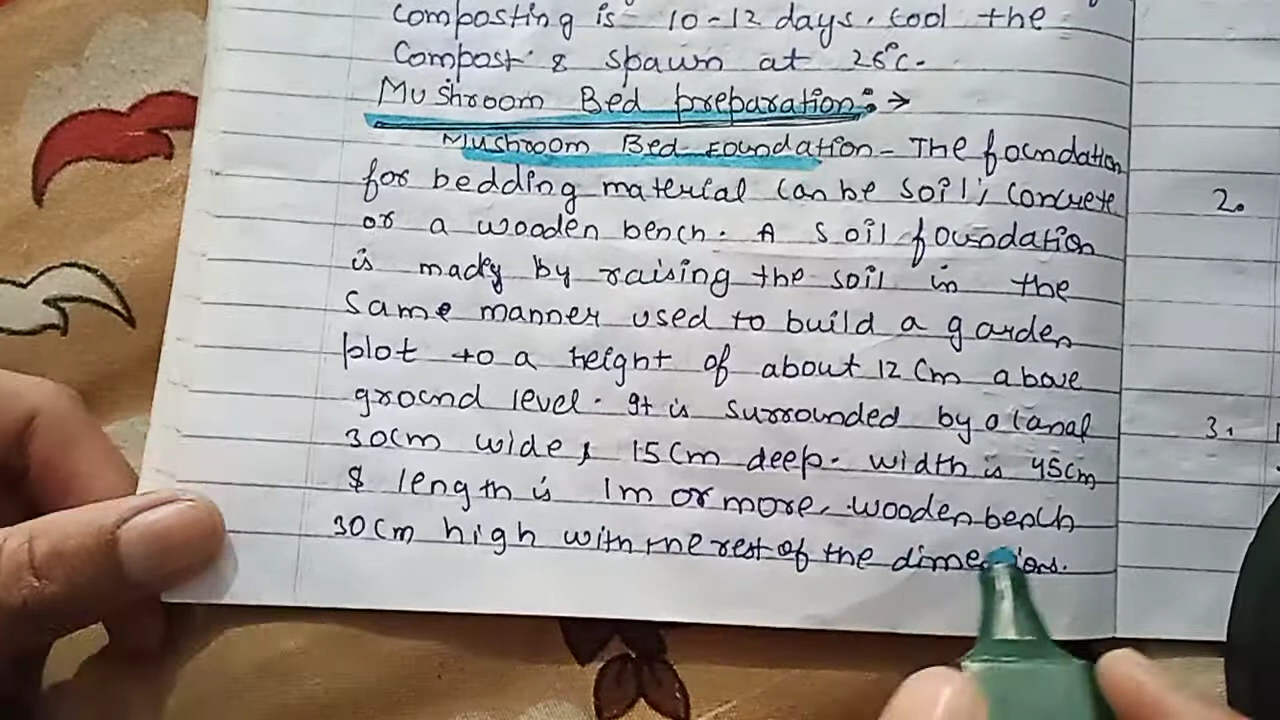 composting is 10-12 days. cool the
compost & spawn at 26°c.
Mushroom Bed preparation:→
Mushroom Bed Foundation - The foundation
for bedding material can be soil, concrete
or a wooden bench. A soil foundation
is made by raising the soil in the
same manner used to build a garden
plot to a height of about 12 cm above
ground level. It is surrounded by a canal
30cm wide & 15cm deep. width is 45cm
& length is 1m or more. wooden bench
30cm high with the rest of the
2.
3.